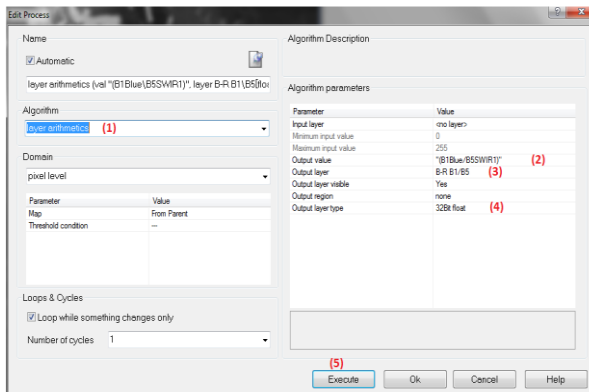 Edit Process
Name
Automatic
layer arithmetics (val "(B1Blue\B5SWIR1)", layer B-R B1\B5[floa
Algorithm
layer arithmetics (1)
Domain
pixel level
Parameter Value
Map From Parent
Threshold condition ---
Loops & Cycles
Loop while something changes only
Number of cycles 1
Algorithm Description
Algorithm parameters
Parameter Value
Input layer <no layer>
Minimum input value 0
Maximum input value 255
Output value "(B1Blue/B5SWIR1)" (2)
Output layer B-R B1/B5 (3)
Output layer visible Yes
Output region none
Output layer type 32Bit float (4)
(5)
Execute Ok Cancel Help